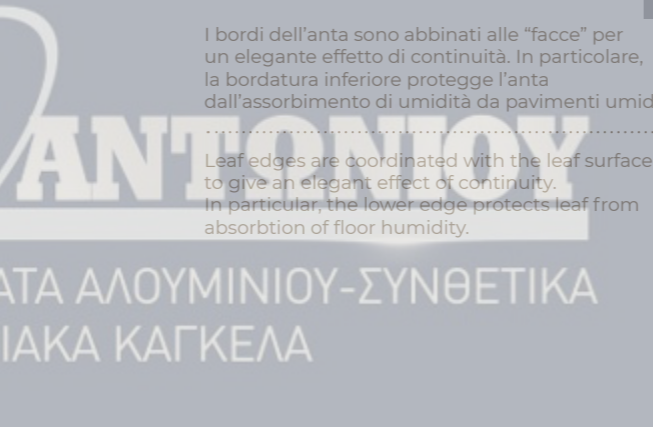 I bordi dell’anta sono abbinati alle “facce” per
un elegante effetto di continuità. In particolare,
la bordatura inferiore protegge l’anta
dall’assorbimento di umidità da pavimenti umid
ΑΝΤΩΝΙΟΥ
Leaf edges are coordinated with the leaf surface
to give an elegant effect of continuity.
In particular, the lower edge protects leaf from
absorbtion of floor humidity.
ΑΤΑ ΑΛΟΥΜΙΝΙΟΥ-ΣΥΝΘΕΤΙΚΑ
ΙΑΚΑ ΚΑΓΚΕΛΑ